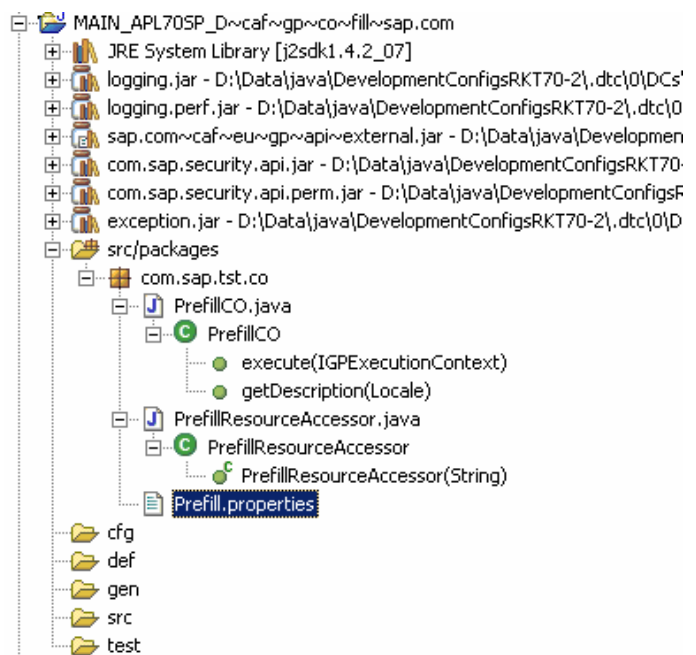 MAIN_APL70SP_D~caf~gp~co~fill~sap.com
JRE System Library [j2sdk1.4.2_07]
logging.jar - D:\Data\java\DevelopmentConfigsRKT70-2\.dtc\0\DCs\
logging.perf.jar - D:\Data\java\DevelopmentConfigsRKT70-2\.dtc\0
sap.com~caf~eu~gp~api~external.jar - D:\Data\java\Developmen
com.sap.security.api.jar - D:\Data\java\DevelopmentConfigsRKT70-
com.sap.security.api.perm.jar - D:\Data\java\DevelopmentConfigsR
exception.jar - D:\Data\java\DevelopmentConfigsRKT70-2\.dtc\0\D
src/packages
com.sap.tst.co
PrefillCO.java
PrefillCO
execute(IGPExecutionContext)
getDescription(Locale)
PrefillResourceAccessor.java
PrefillResourceAccessor
PrefillResourceAccessor(String)
Prefill.properties
cfg
def
gen
src
test